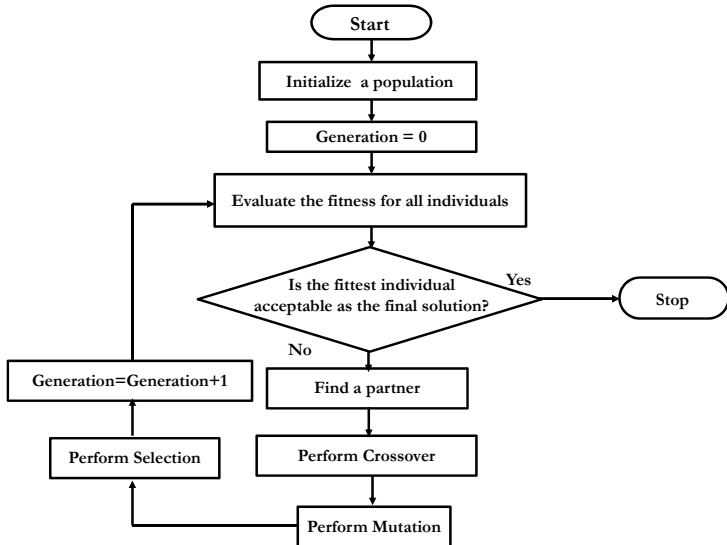 Start
Initialize a population
Generation = 0
Evaluate the fitness for all individuals
Is the fittest individual
acceptable as the final solution?
Yes
Stop
No
Find a partner
Perform Crossover
Perform Mutation
Perform Selection
Generation=Generation+1